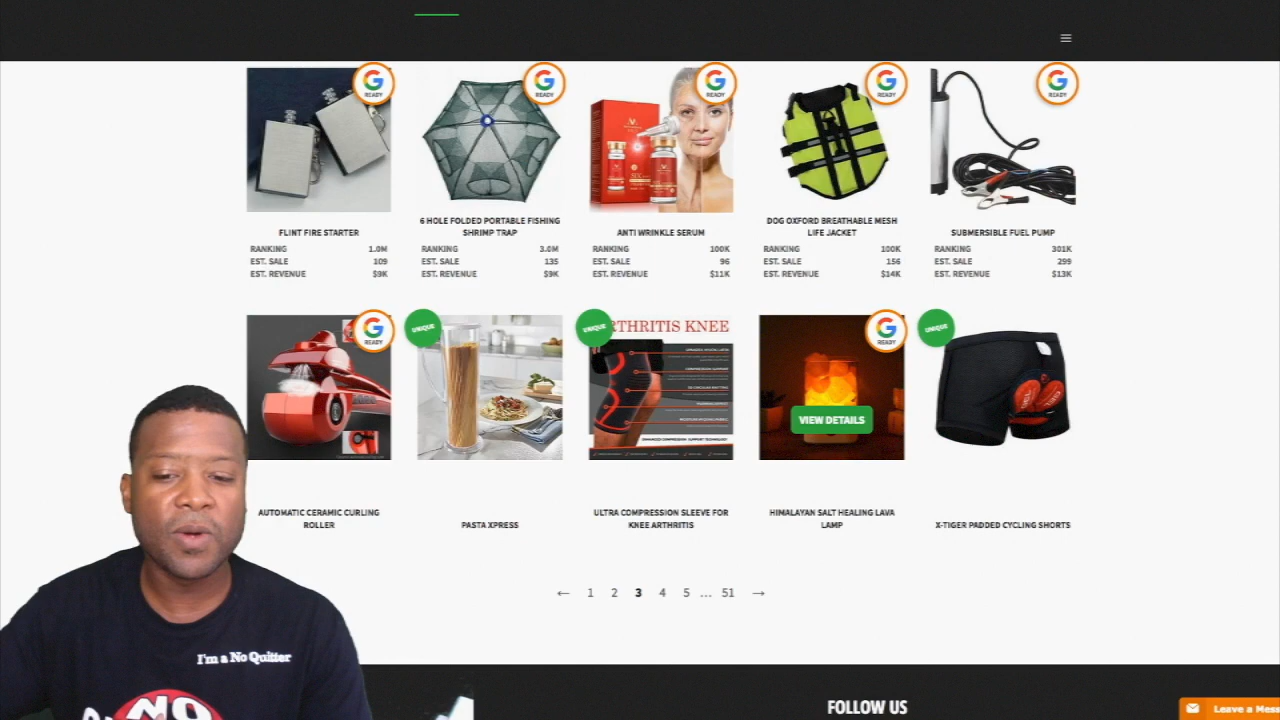 G READY
G READY
G READY
G READY
G READY
FLINT FIRE STARTER
RANKING 1.0M
EST. SALE 109
EST. REVENUE $9K
6 HOLE FOLDED PORTABLE FISHING
SHRIMP TRAP
RANKING 3.0M
EST. SALE 135
EST. REVENUE $9K
ANTI WRINKLE SERUM
RANKING 100K
EST. SALE 96
EST. REVENUE $11K
DOG OXFORD BREATHABLE MESH
LIFE JACKET
RANKING 100K
EST. SALE 156
EST. REVENUE $14K
SUBMERSIBLE FUEL PUMP
RANKING 301K
EST. SALE 299
EST. REVENUE $13K
G READY
UNIQUE
UNIQUE
RTHRITIS KNEE
G READY
VIEW DETAILS
UNIQUE
AUTOMATIC CERAMIC CURLING
ROLLER
PASTA XPRESS
ULTRA COMPRESSION SLEEVE FOR
KNEE ARTHRITIS
HIMALAYAN SALT HEALING LAVA
LAMP
X-TIGER PADDED CYCLING SHORTS
← 1 2 3 4 5 ... 51 →
I'm a No Quitter
NO
FOLLOW US
Leave a Mess